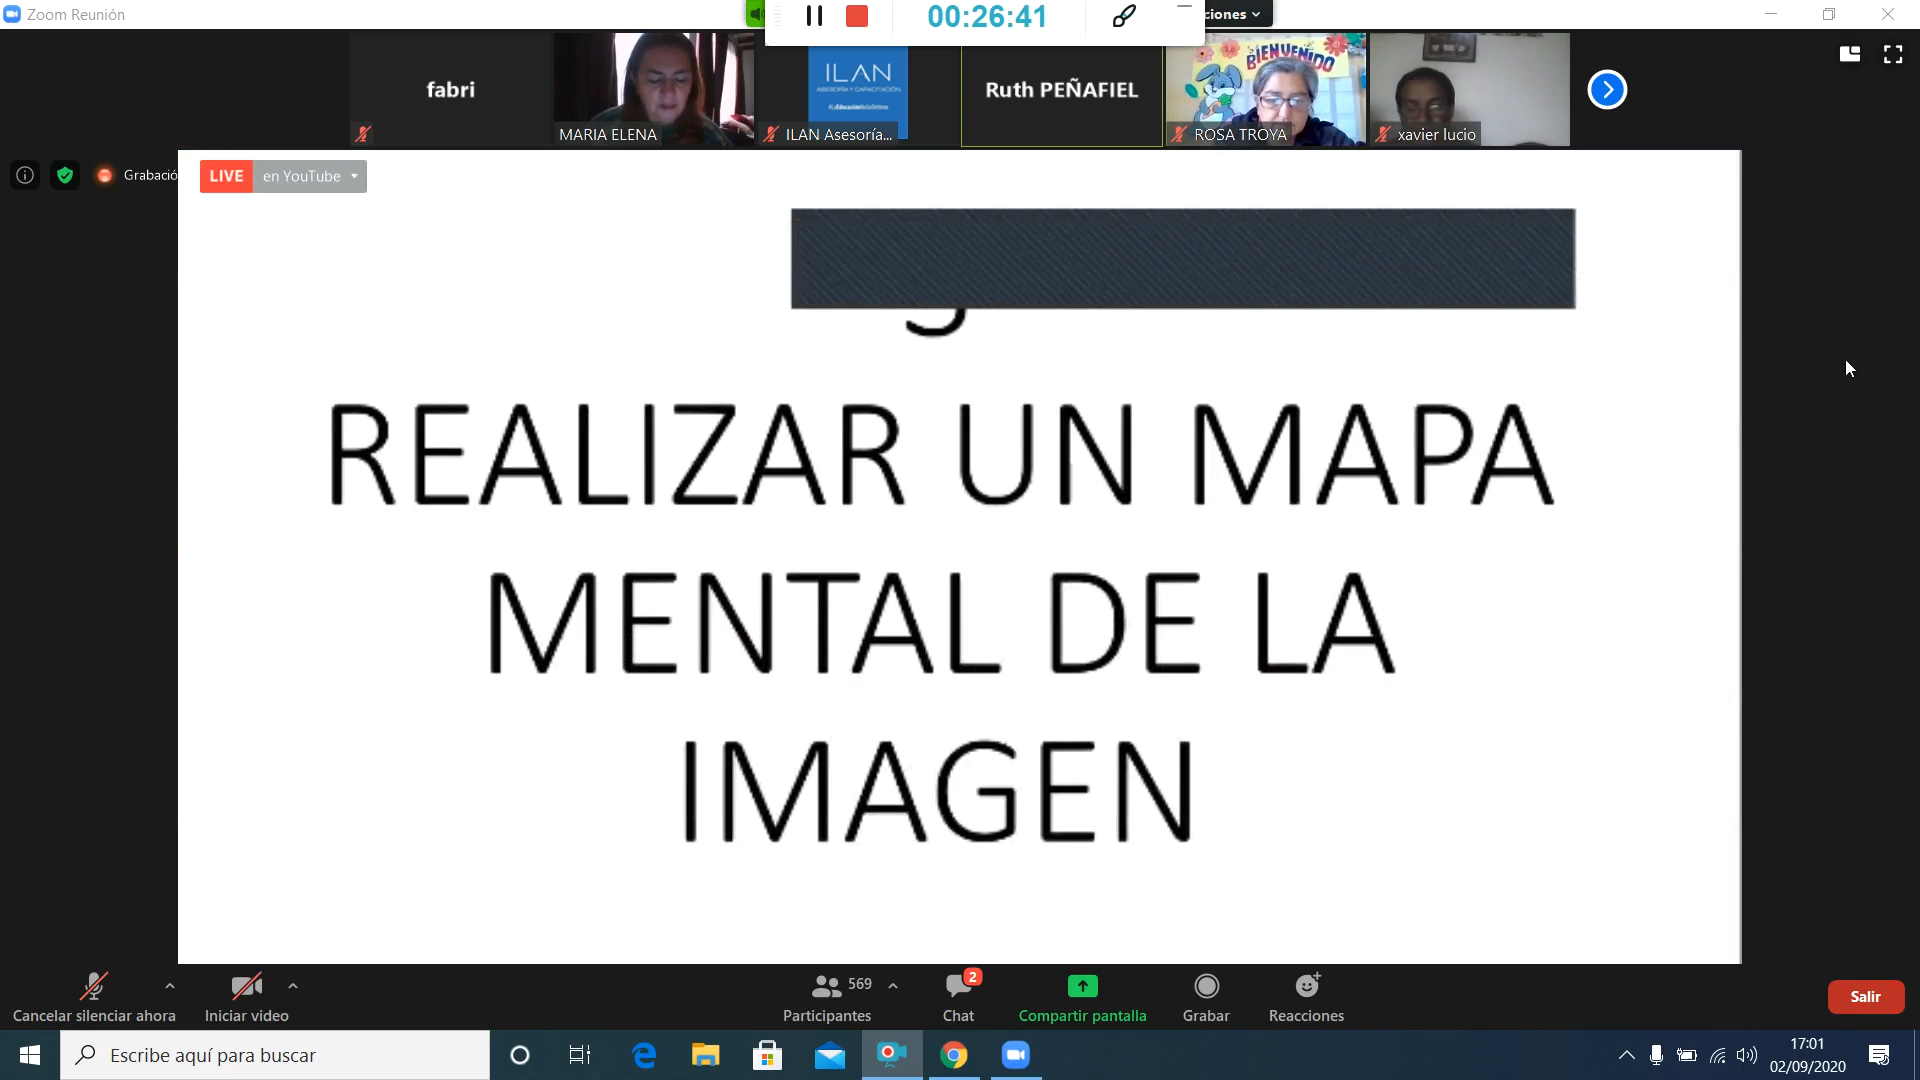 Zoom Reunión
00:26:41
ciones
fabri
MARIA ELENA
ILAN
ASESORÍA Y CAPACITACIÓN
ILAN Asesoría...
Ruth PEÑAFIEL
BIENVENIDO
ROSA TROYA
xavier lucio
Grabació
LIVE en YouTube
REALIZAR UN MAPA
MENTAL DE LA
IMAGEN
Cancelar silenciar ahora
Iniciar video
569
Participantes
2
Chat
Compartir pantalla
Grabar
Reacciones
Salir
Escribe aquí para buscar
17:01
02/09/2020